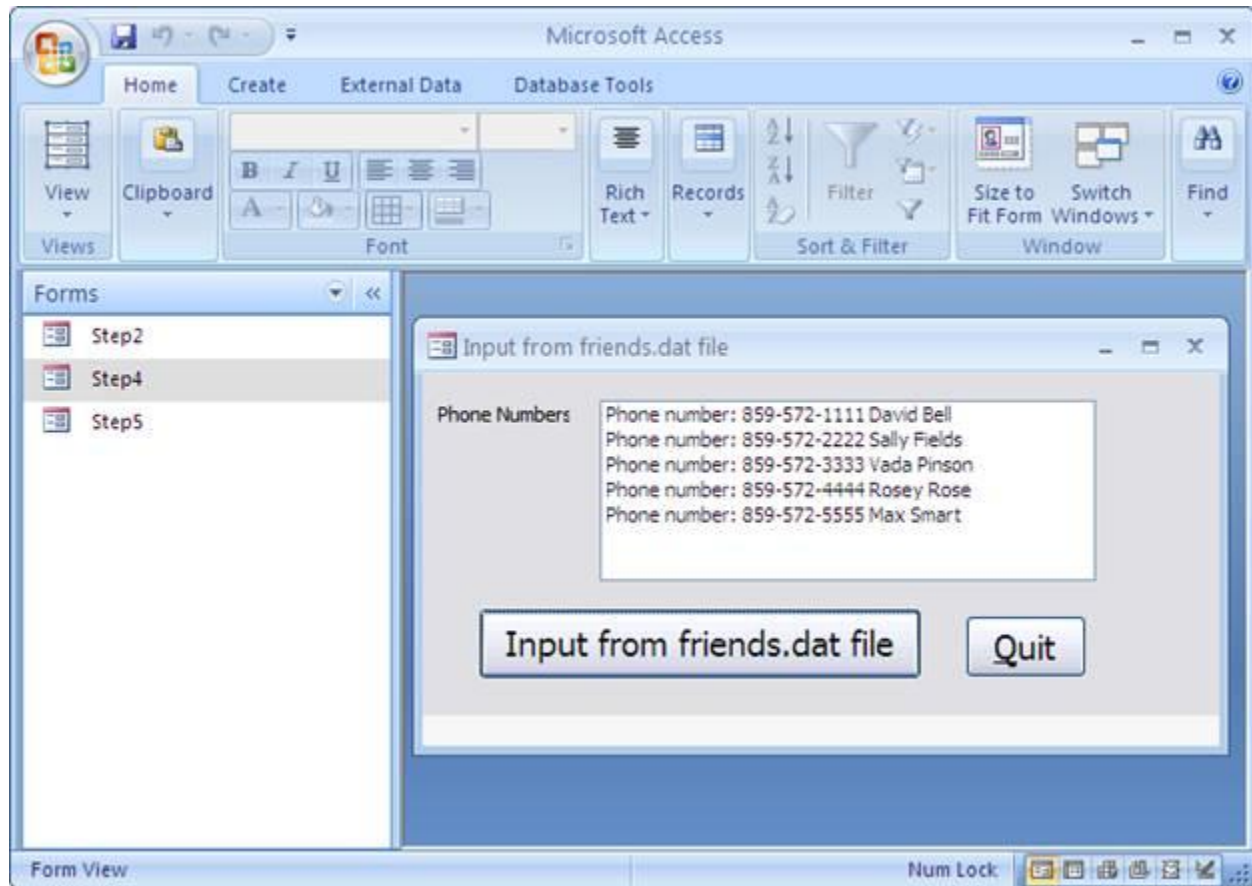 Microsoft Access
Home Create External Data Database Tools
View
Clipboard
B I U
A
Font
Rich Text
Records
A Z
Z A
A Z
Filter
Sort & Filter
Size to Fit Form
Switch Windows
Window
Find
Views
Forms
Step2
Step4
Step5
Input from friends.dat file
Phone Numbers
Phone number: 859-572-1111 David Bell
Phone number: 859-572-2222 Sally Fields
Phone number: 859-572-3333 Vada Pinson
Phone number: 859-572-4444 Rosey Rose
Phone number: 859-572-5555 Max Smart
Input from friends.dat file
Quit
Form View
Num Lock